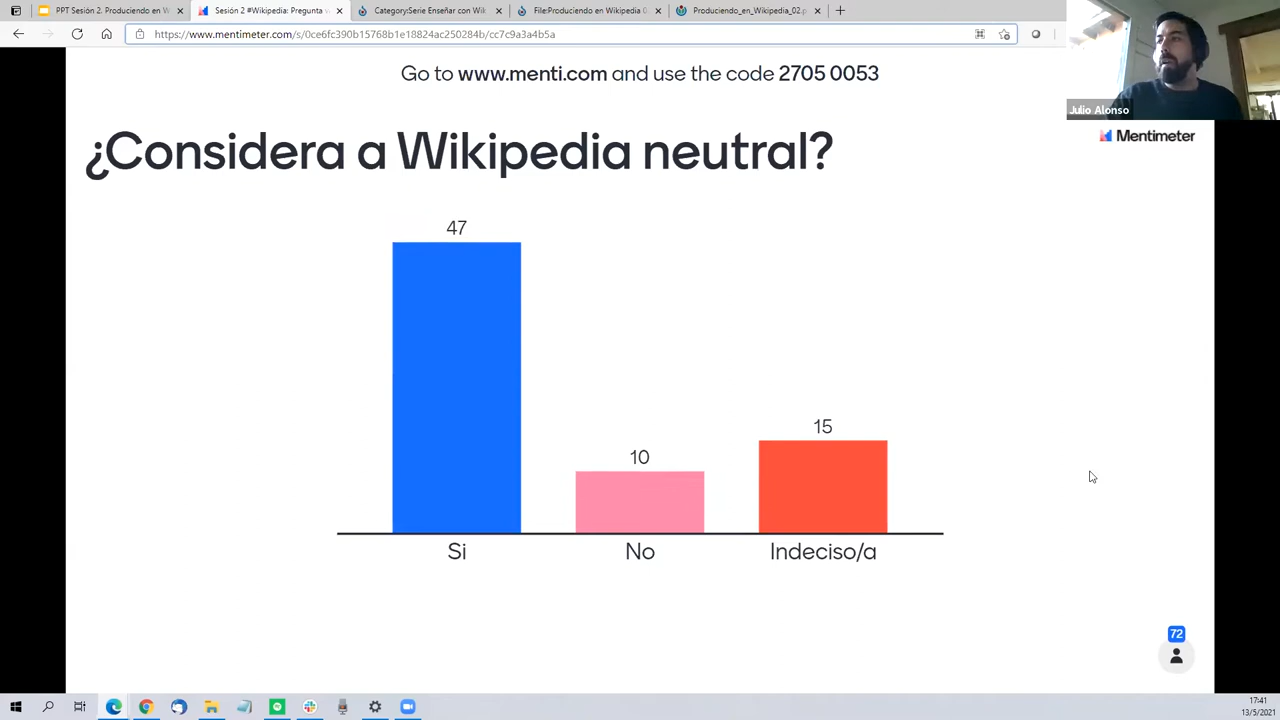 PPT Sesión 2. Produciendo en W
Sesión 2 #Wikipedia: Pregunta v
Category:Serie Enseñar con Wiki
File:Produciendo en Wikipedia 0
Produciendo_en_Wikipedia_02.p
https://www.mentimeter.com/s/0ce6fc390b15768b1e18824ac250284b/cc7c9a3a4b5a
Julio Alonso
Go to www.menti.com and use the code 2705 0053
Mentimeter
¿Considera a Wikipedia neutral?
47
10
15
Si
No
Indeciso/a
72
17:41
13/5/2021